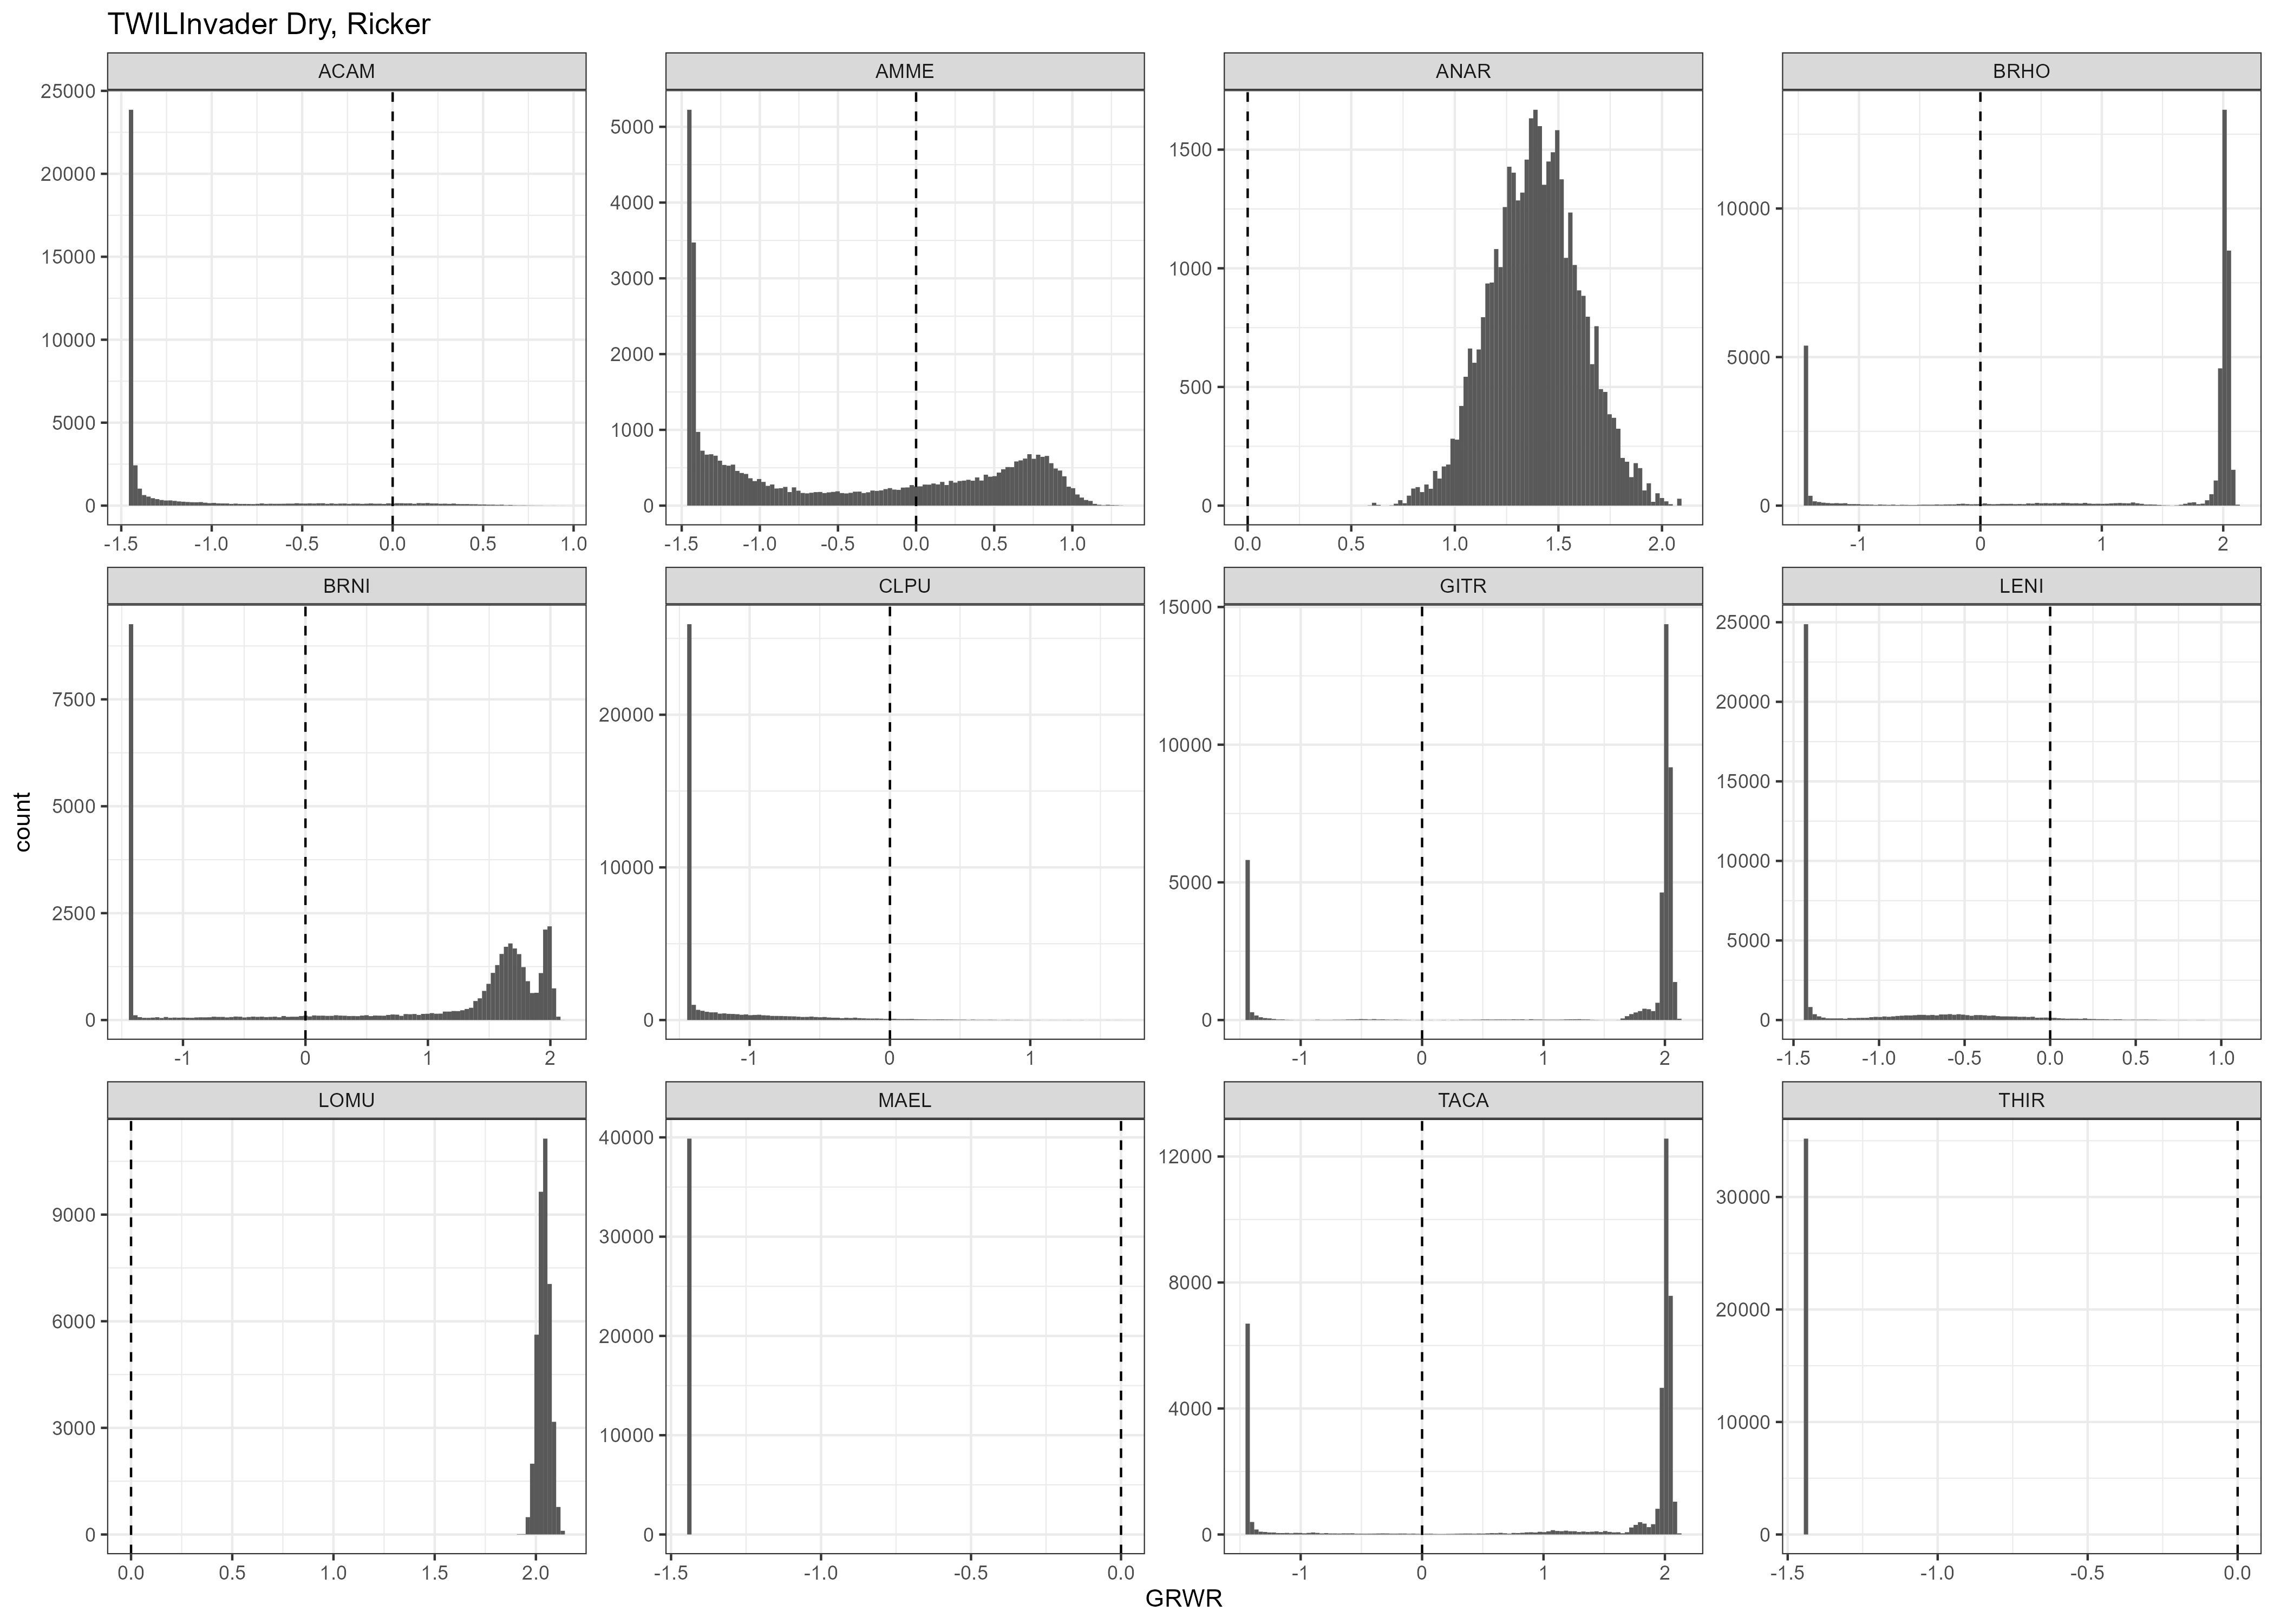 TWILInvader Dry, Ricker
ACAM AMME ANAR BRHO
25000
20000
15000
10000
5000
0
-1.5 -1.0 -0.5 0.0 0.5 1.0
5000
4000
3000
2000
1000
0
-1.5 -1.0 -0.5 0.0 0.5 1.0
1500
1000
500
0
0.0 0.5 1.0 1.5 2.0
10000
5000
0
-1 0 1 2
BRNI CLPU GITR LENI
7500
5000
2500
0
-1 0 1 2
20000
10000
0
-1 0 1
15000
10000
5000
0
-1 0 1 2
25000
20000
15000
10000
5000
0
-1.5 -1.0 -0.5 0.0 0.5 1.0
LOMU MAEL TACA THIR
9000
6000
3000
0
0.0 0.5 1.0 1.5 2.0
40000
30000
20000
10000
0
-1.5 -1.0 -0.5 0.0
12000
8000
4000
0
-1 0 1 2
30000
20000
10000
0
-1.5 -1.0 -0.5 0.0
count
GRWR